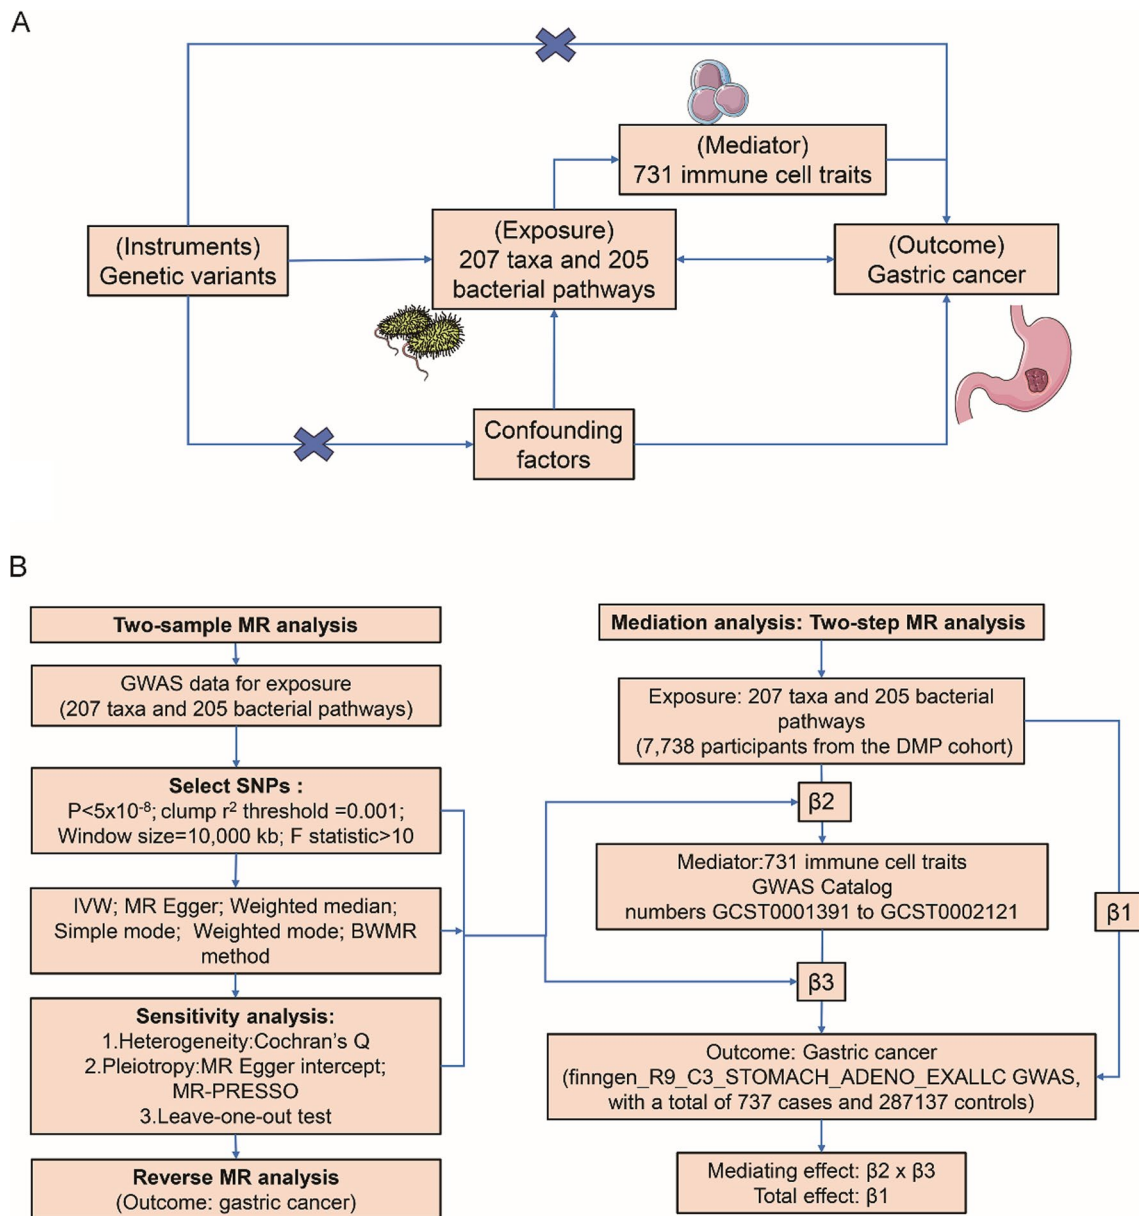 A
(Mediator)
731 immune cell traits
(Instruments)
Genetic variants
(Exposure)
207 taxa and 205
bacterial pathways
(Outcome)
Gastric cancer
Confounding
factors
B
Two-sample MR analysis
GWAS data for exposure
(207 taxa and 205 bacterial pathways)
Select SNPs :
P<5x10⁻⁸; clump r² threshold =0.001;
Window size=10,000 kb; F statistic>10
IVW; MR Egger; Weighted median;
Simple mode; Weighted mode; BWMR
method
Sensitivity analysis:
1.Heterogeneity:Cochran's Q
2.Pleiotropy:MR Egger intercept;
MR-PRESSO
3.Leave-one-out test
Reverse MR analysis
(Outcome: gastric cancer)
Mediation analysis: Two-step MR analysis
Exposure: 207 taxa and 205 bacterial
pathways
(7,738 participants from the DMP cohort)
β2
Mediator:731 immune cell traits
GWAS Catalog
numbers GCST0001391 to GCST0002121
β1
β3
Outcome: Gastric cancer
(finngen_R9_C3_STOMACH_ADENO_EXALLC GWAS,
with a total of 737 cases and 287137 controls)
Mediating effect: β2 x β3
Total effect: β1